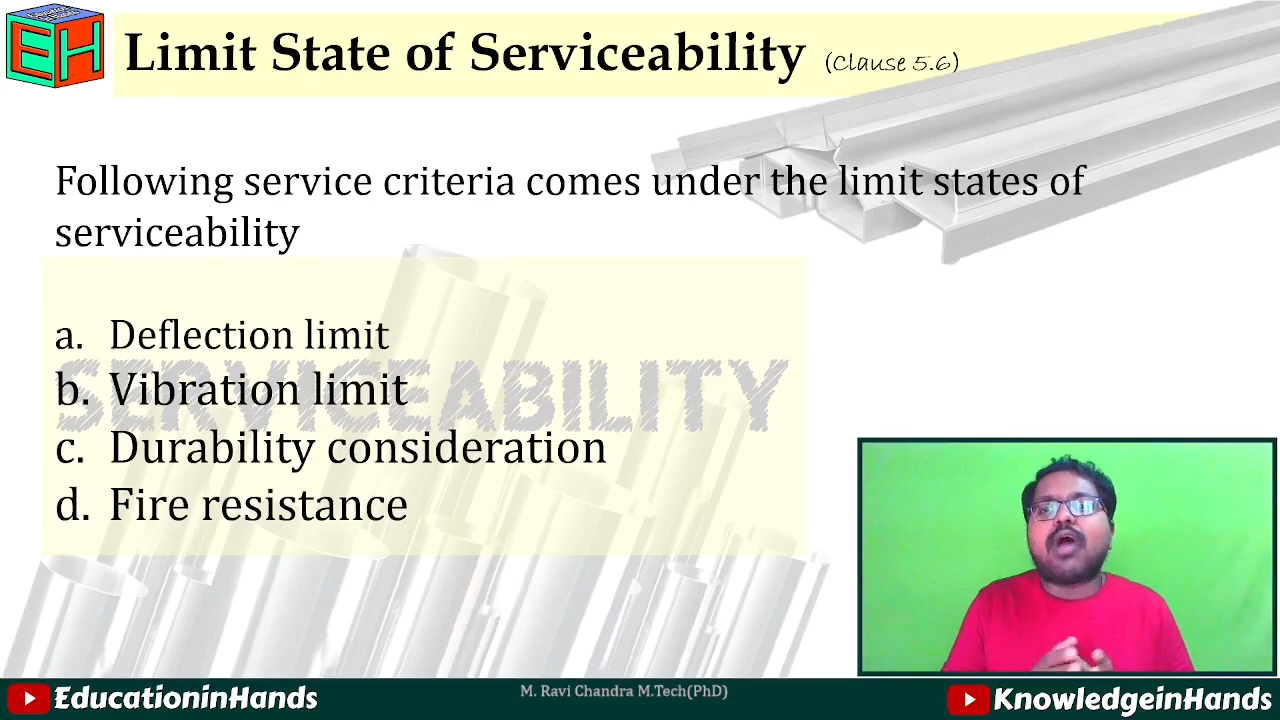 EH
Limit State of Serviceability (Clause 5.6)
Following service criteria comes under the limit states of
serviceability
SERVICEABILITY
a. Deflection limit
b. Vibration limit
c. Durability consideration
d. Fire resistance
EducationinHands
M. Ravi Chandra M.Tech(PhD)
KnowledgeinHands